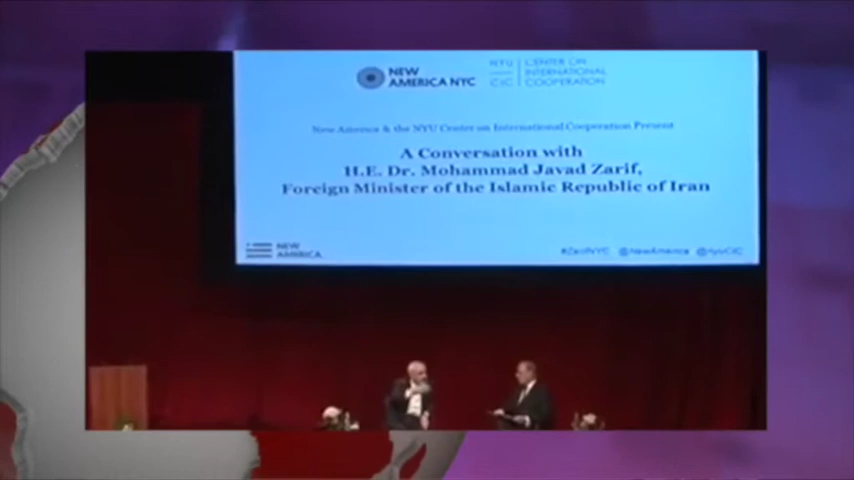 NEW
AMERICA NYC
NYU
CIC
CENTER ON
INTERNATIONAL
COOPERATION
New America & the NYU Center on International Cooperation Present
A Conversation with
H.E. Dr. Mohammad Javad Zarif,
Foreign Minister of the Islamic Republic of Iran
NEW
AMERICA
#ZarifNYC @NewAmerica @nyuCIC